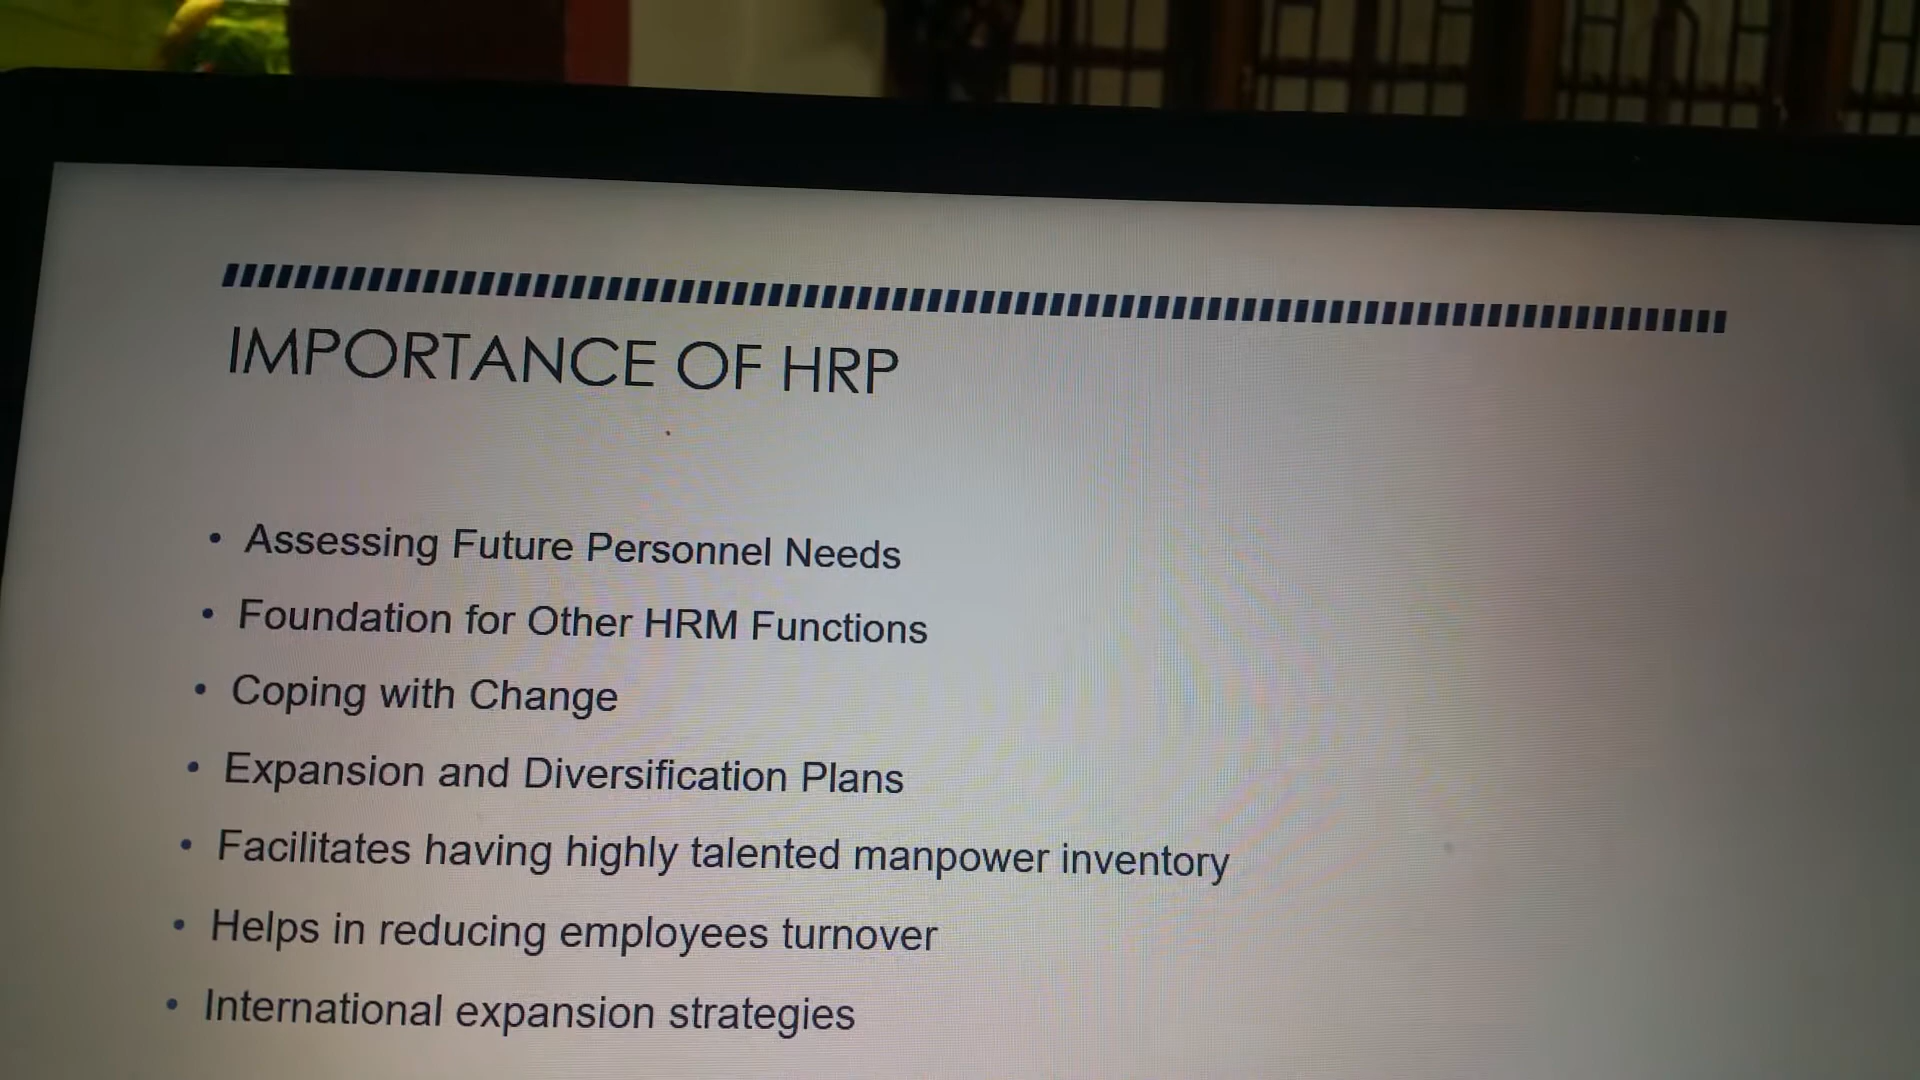 IMPORTANCE OF HRP
• Assessing Future Personnel Needs
• Foundation for Other HRM Functions
• Coping with Change
• Expansion and Diversification Plans
• Facilitates having highly talented manpower inventory
• Helps in reducing employees turnover
• International expansion strategies